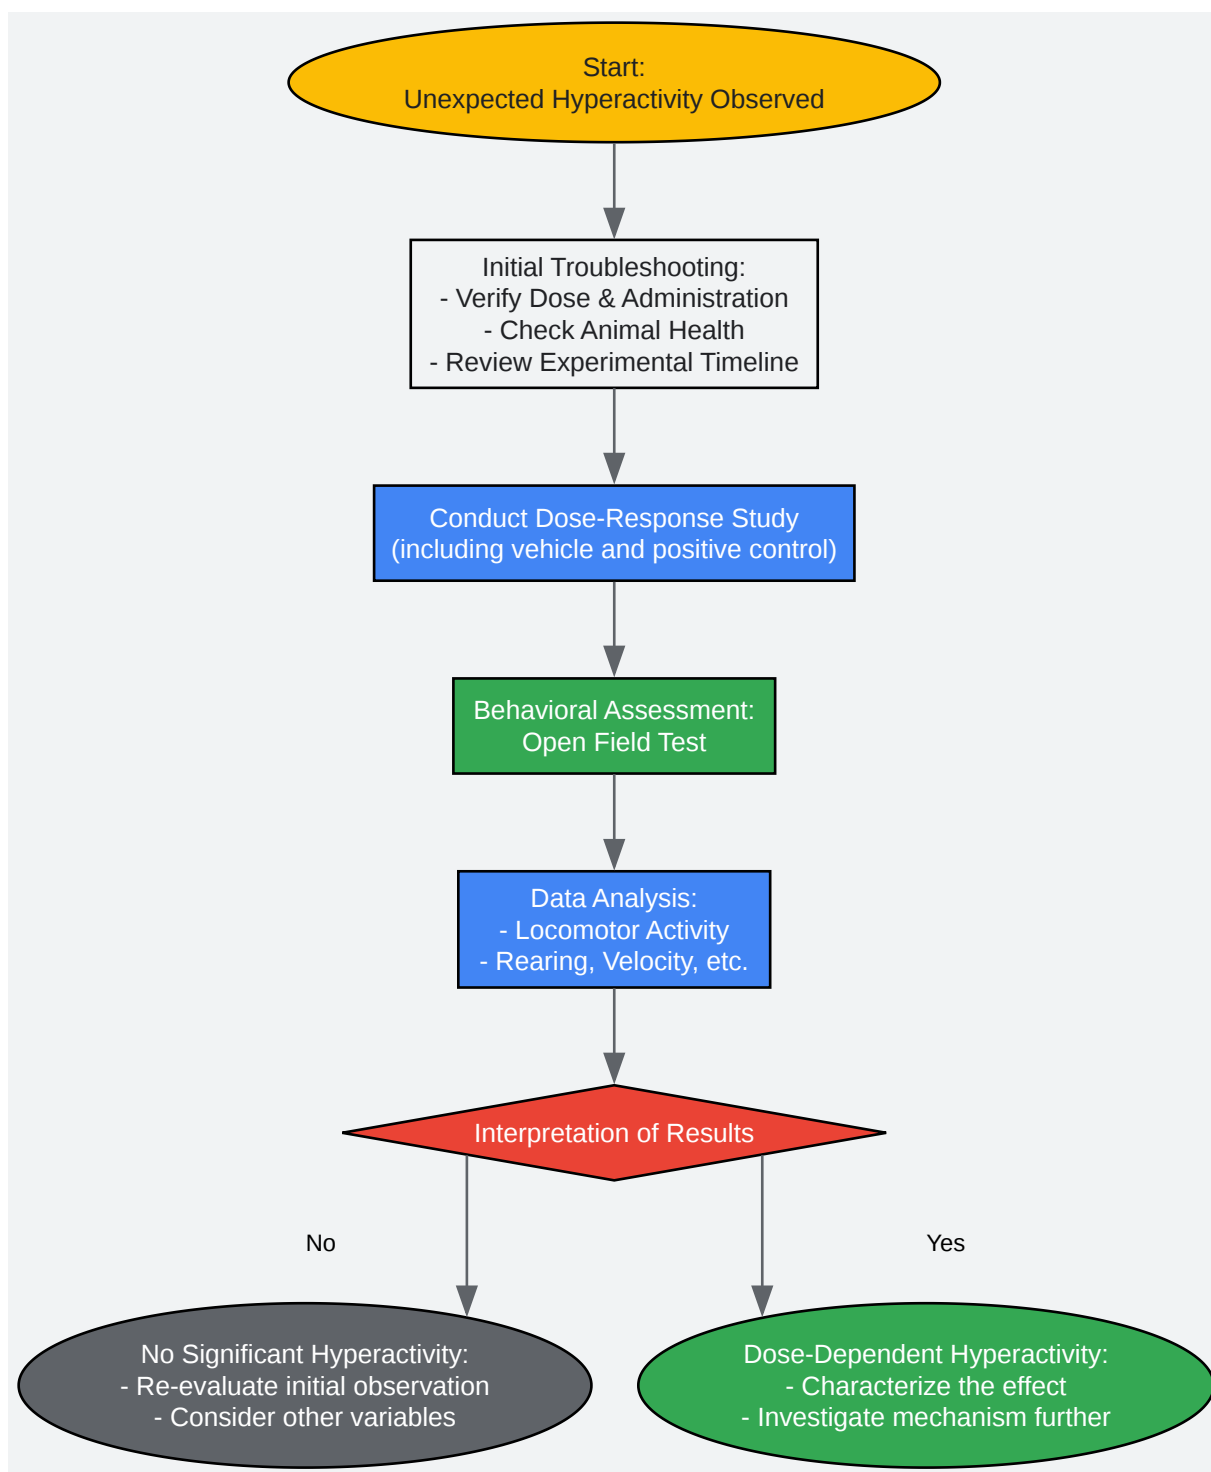 Start:
Unexpected Hyperactivity Observed
Initial Troubleshooting:
- Verify Dose & Administration
- Check Animal Health
- Review Experimental Timeline
Conduct Dose-Response Study
(including vehicle and positive control)
Behavioral Assessment:
Open Field Test
Data Analysis:
- Locomotor Activity
- Rearing, Velocity, etc.
Interpretation of Results
No
Yes
No Significant Hyperactivity:
- Re-evaluate initial observation
- Consider other variables
Dose-Dependent Hyperactivity:
- Characterize the effect
- Investigate mechanism further